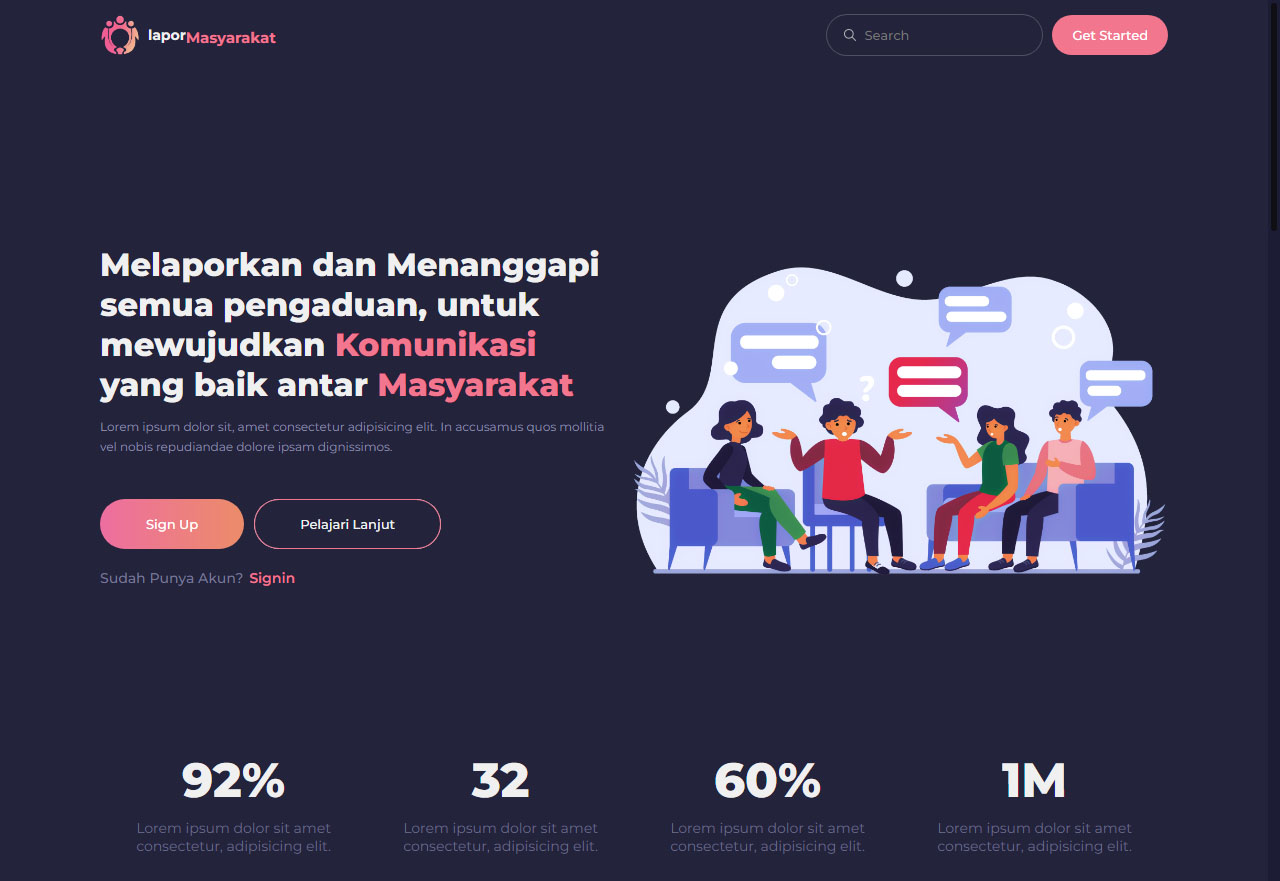 laporMasyarakat
Search
Get Started
Melaporkan dan Menanggapi
semua pengaduan, untuk
mewujudkan Komunikasi
yang baik antar Masyarakat
Lorem ipsum dolor sit, amet consectetur adipisicing elit. In accusamus quos mollitia
vel nobis repudiandae dolore ipsam dignissimos.
Sign Up
Pelajari Lanjut
Sudah Punya Akun? Signin
?
92%
32
60%
1M
Lorem ipsum dolor sit amet
consectetur, adipisicing elit.
Lorem ipsum dolor sit amet
consectetur, adipisicing elit.
Lorem ipsum dolor sit amet
consectetur, adipisicing elit.
Lorem ipsum dolor sit amet
consectetur, adipisicing elit.